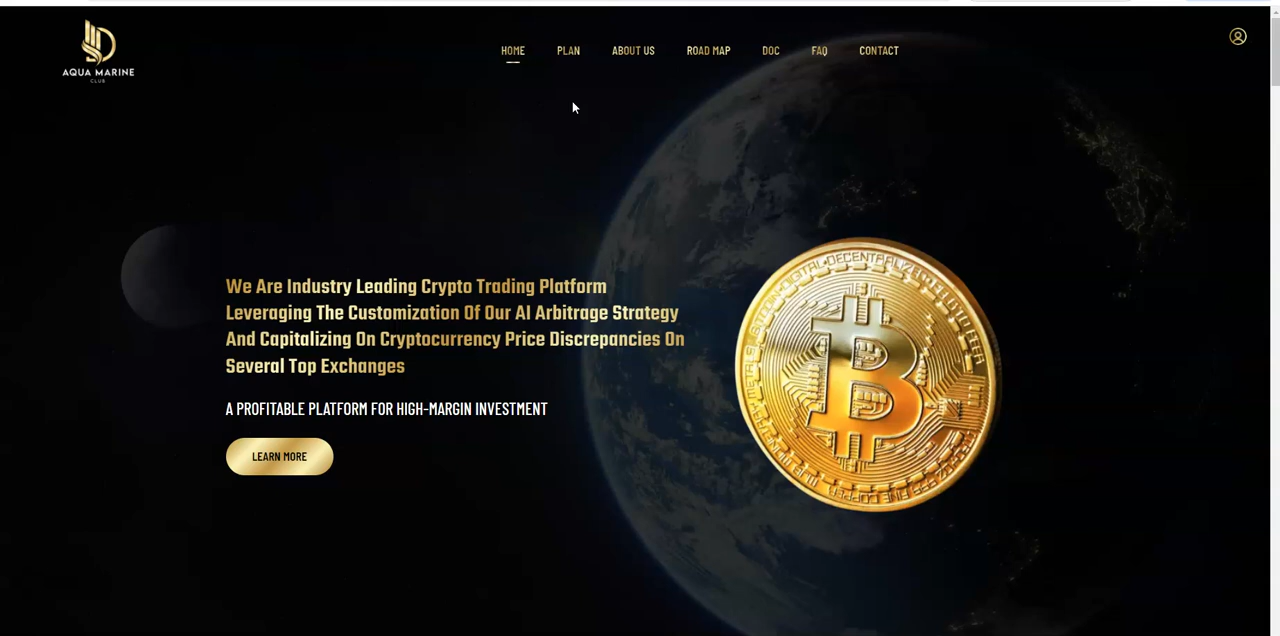 AQUA MARINE
CLUB
HOME PLAN ABOUT US ROAD MAP DOC FAQ CONTACT
We Are Industry Leading Crypto Trading Platform
Leveraging The Customization Of Our AI Arbitrage Strategy
And Capitalizing On Cryptocurrency Price Discrepancies On
Several Top Exchanges
A PROFITABLE PLATFORM FOR HIGH-MARGIN INVESTMENT
LEARN MORE
DIGITAL DECENTRALIZED